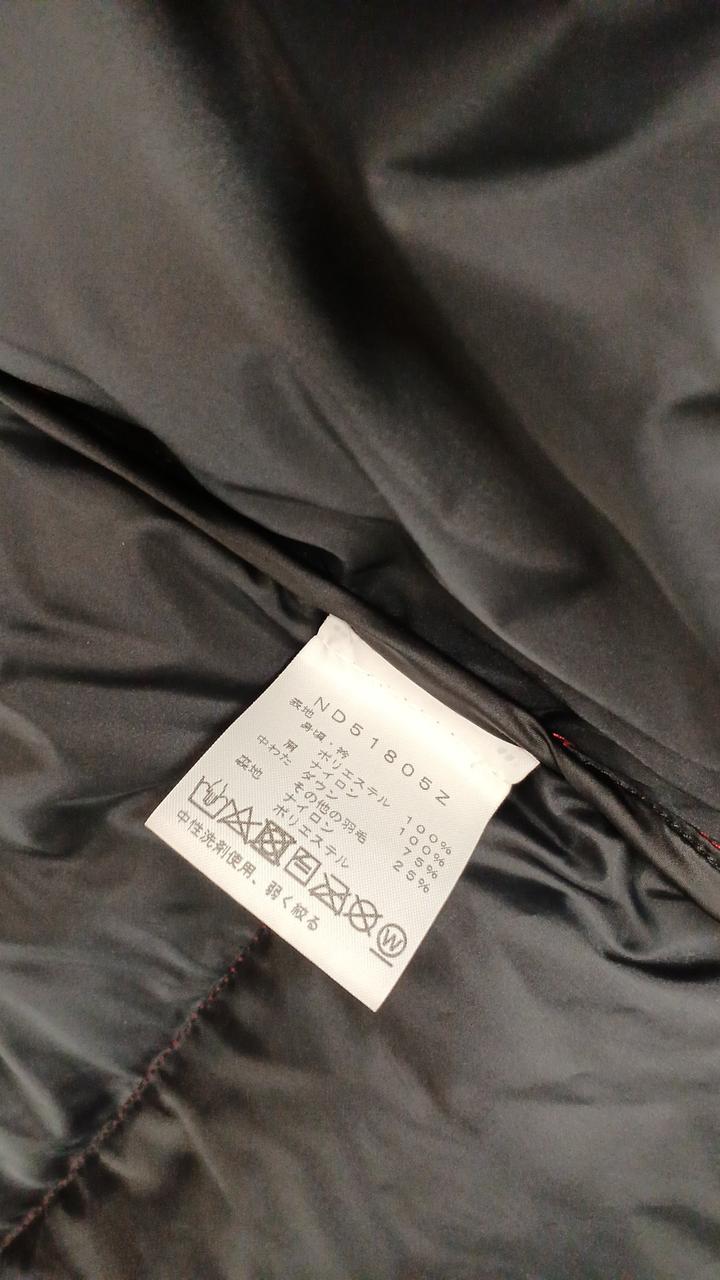 ND51805Z
表地
身頃・衿 ポリエステル 100%
肩 ナイロン 100%
中わた ダウン 75%
その他の羽毛 25%
裏地 ナイロン
ポリエステル
W
中性洗剤使用、弱く絞る